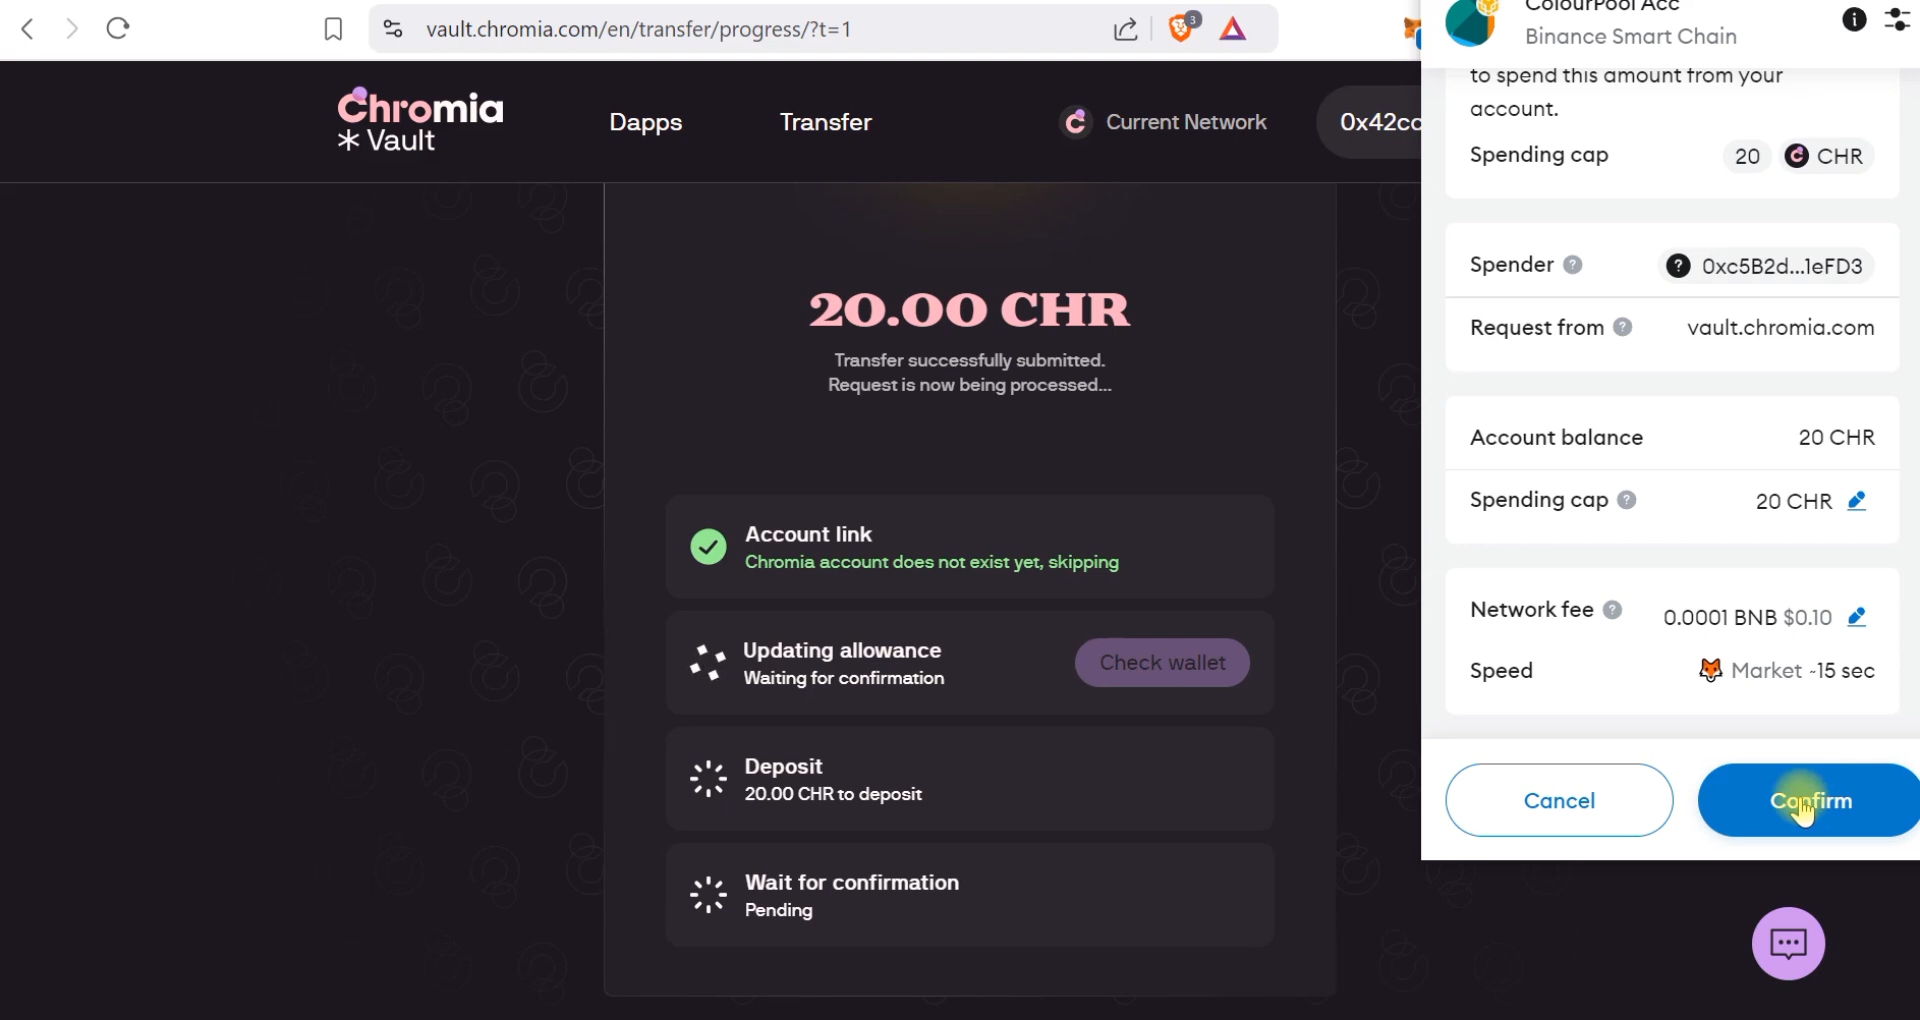 vault.chromia.com/en/transfer/progress/?t=1
3
Chromia
Vault
Dapps
Transfer
Current Network
0x42cc
20.00 CHR
Transfer successfully submitted.
Request is now being processed...
Account link
Chromia account does not exist yet, skipping
Updating allowance
Waiting for confirmation
Check wallet
Deposit
20.00 CHR to deposit
Wait for confirmation
Pending
ColourPool Acc
Binance Smart Chain
to spend this amount from your
account.
Spending cap 20 CHR
Spender ? ? 0xc5B2d...1eFD3
Request from ? vault.chromia.com
Account balance 20 CHR
Spending cap ? 20 CHR
Network fee ? 0.0001 BNB $0.10
Speed Market ~15 sec
Cancel
Confirm